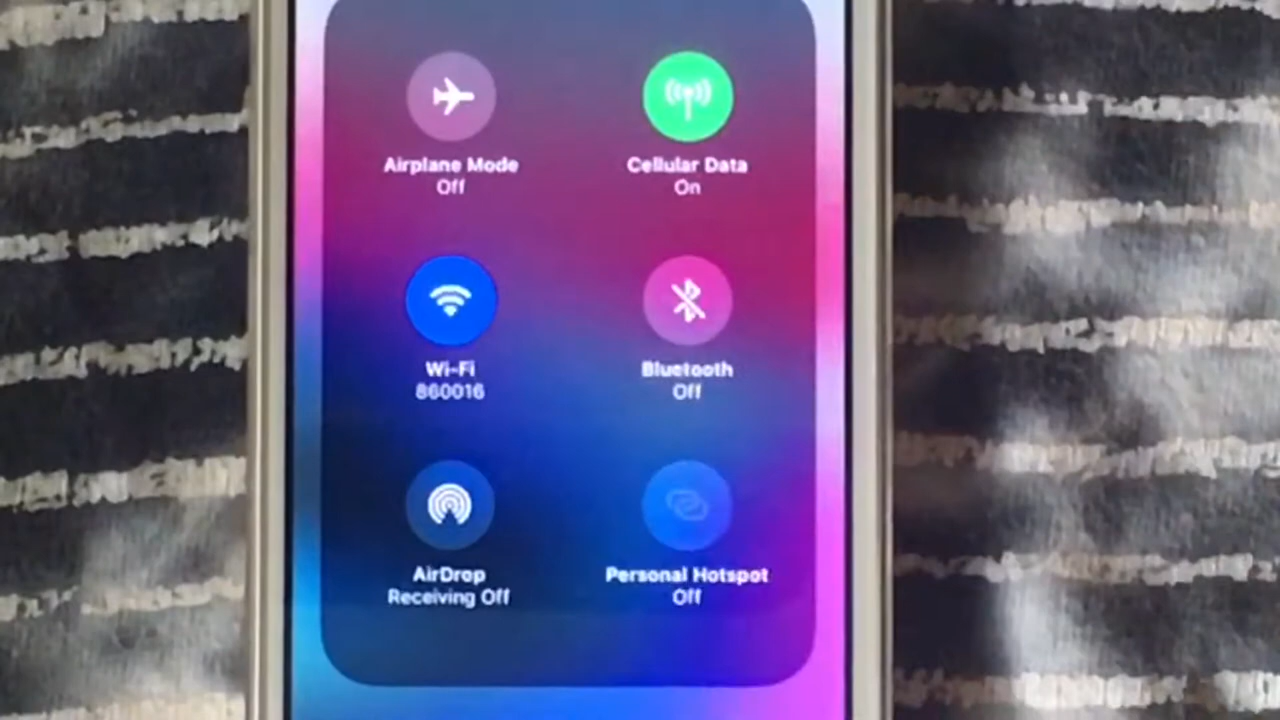 Airplane Mode
Off
Cellular Data
On
Wi-Fi
860016
Bluetooth
Off
AirDrop
Receiving Off
Personal Hotspot
Off